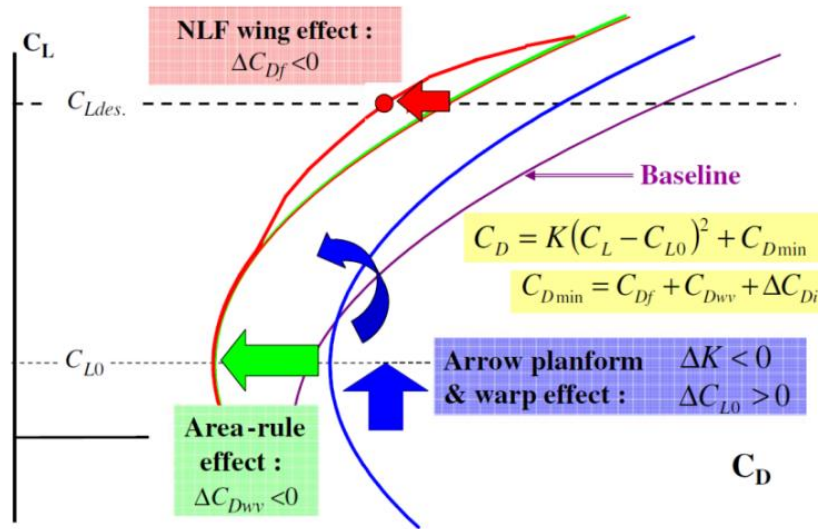 NLF wing effect :
ΔC_Df <0
C_L
C_Ldes.
Baseline
C_D = K(C_L − C_L0)² + C_Dmin
C_Dmin = C_Df + C_Dwv + ΔC_Di
C_L0
Arrow planform ΔK < 0
& warp effect : ΔC_L0 > 0
Area-rule
effect :
ΔC_Dwv <0
C_D